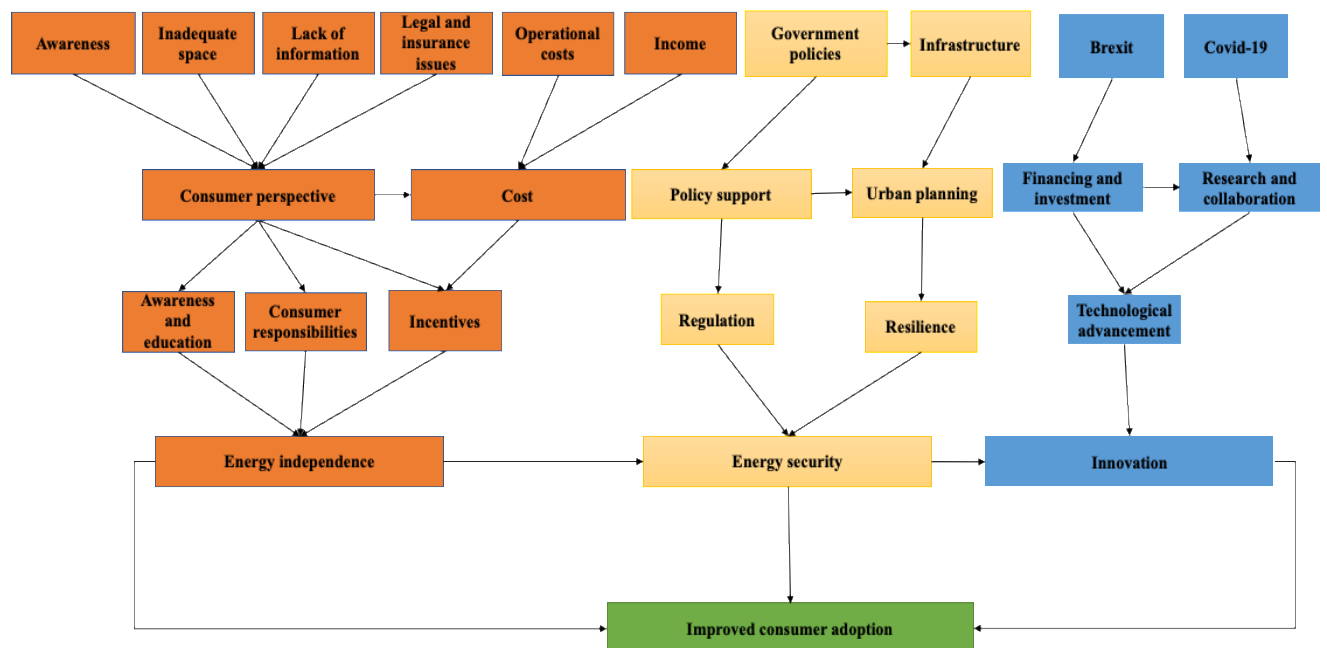 Awareness
Inadequate
space
Lack of
information
Legal and
insurance
issues
Operational
costs
Income
Government
policies
Infrastructure
Brexit
Covid-19
Consumer perspective
Cost
Policy support
Urban planning
Financing and
investment
Research and
collaboration
Awareness
and
education
Consumer
responsibilities
Incentives
Regulation
Resilience
Technological
advancement
Energy independence
Energy security
Innovation
Improved consumer adoption